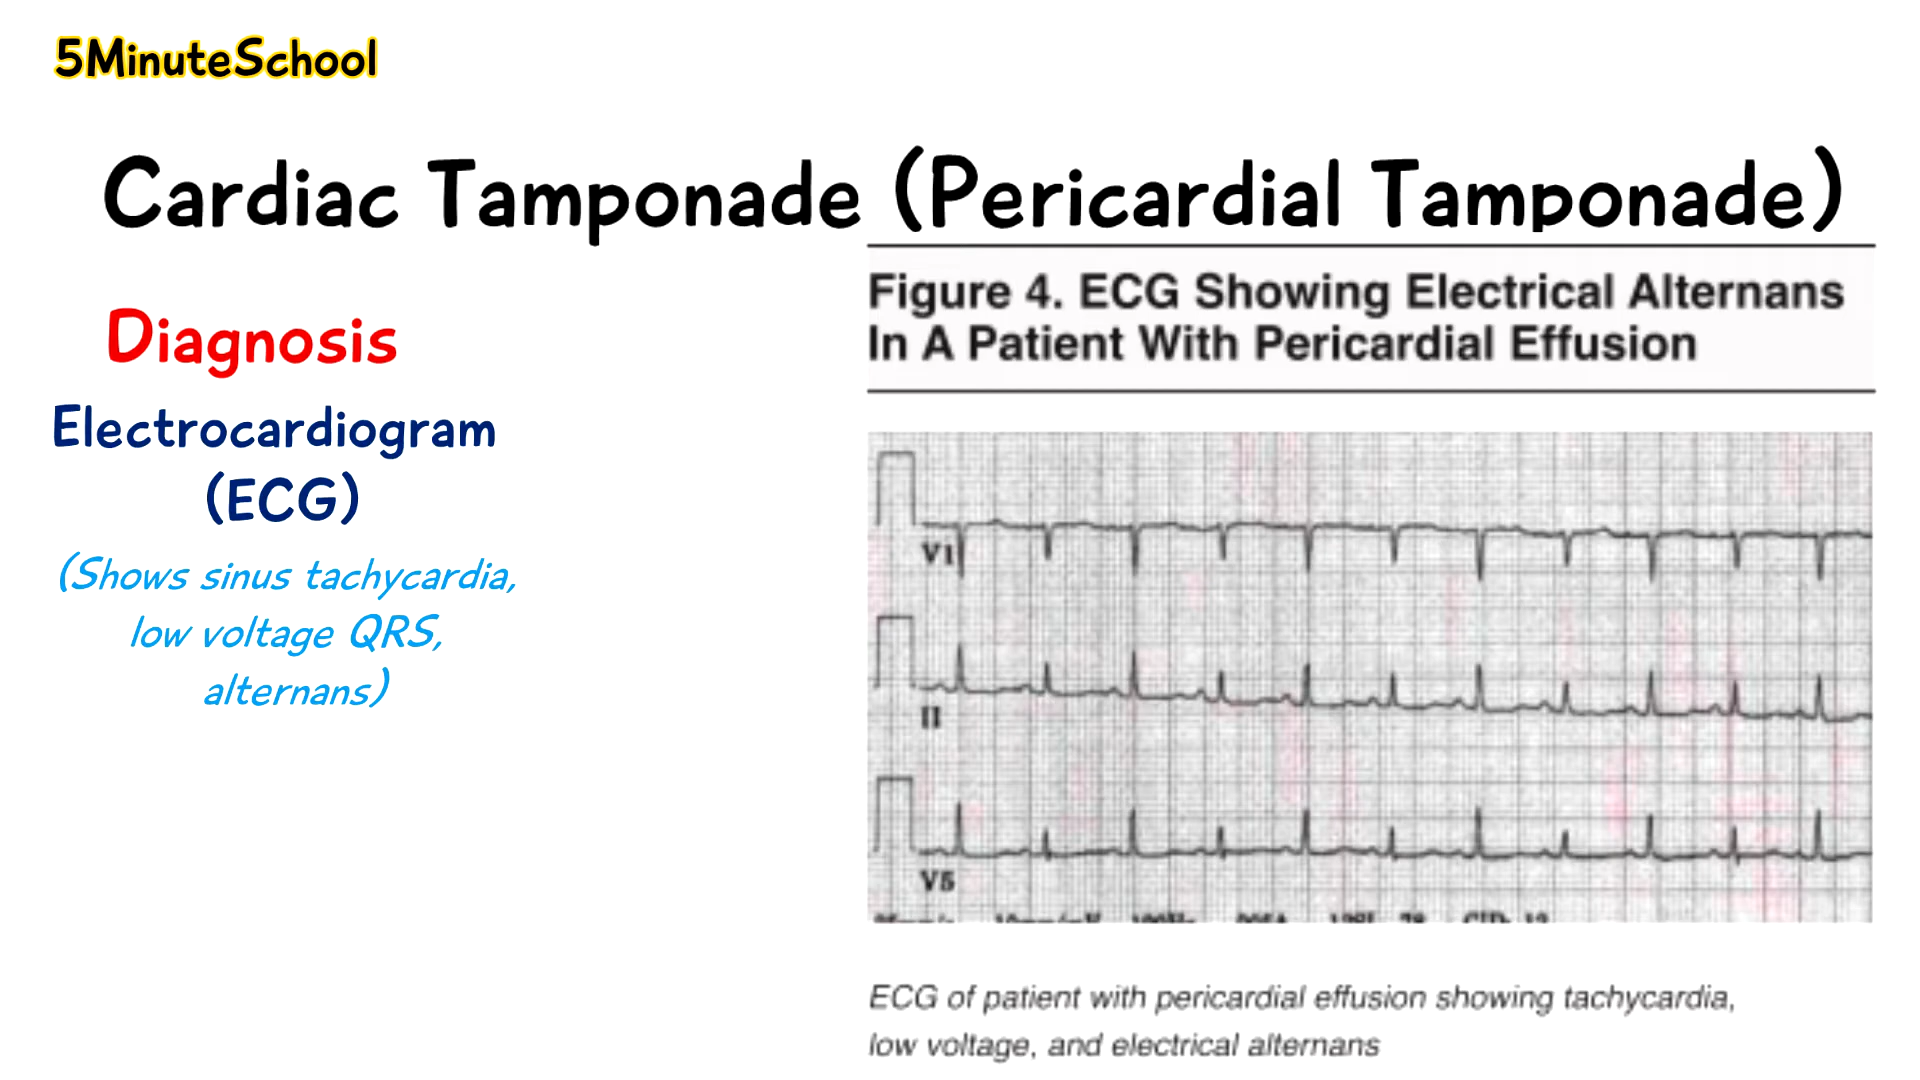 5MinuteSchool
Cardiac Tamponade (Pericardial Tamponade)
Diagnosis
Electrocardiogram
(ECG)
(Shows sinus tachycardia,
low voltage QRS,
alternans)
Figure 4. ECG Showing Electrical Alternans
In A Patient With Pericardial Effusion
V1
II
V5
ECG of patient with pericardial effusion showing tachycardia,
low voltage, and electrical alternans